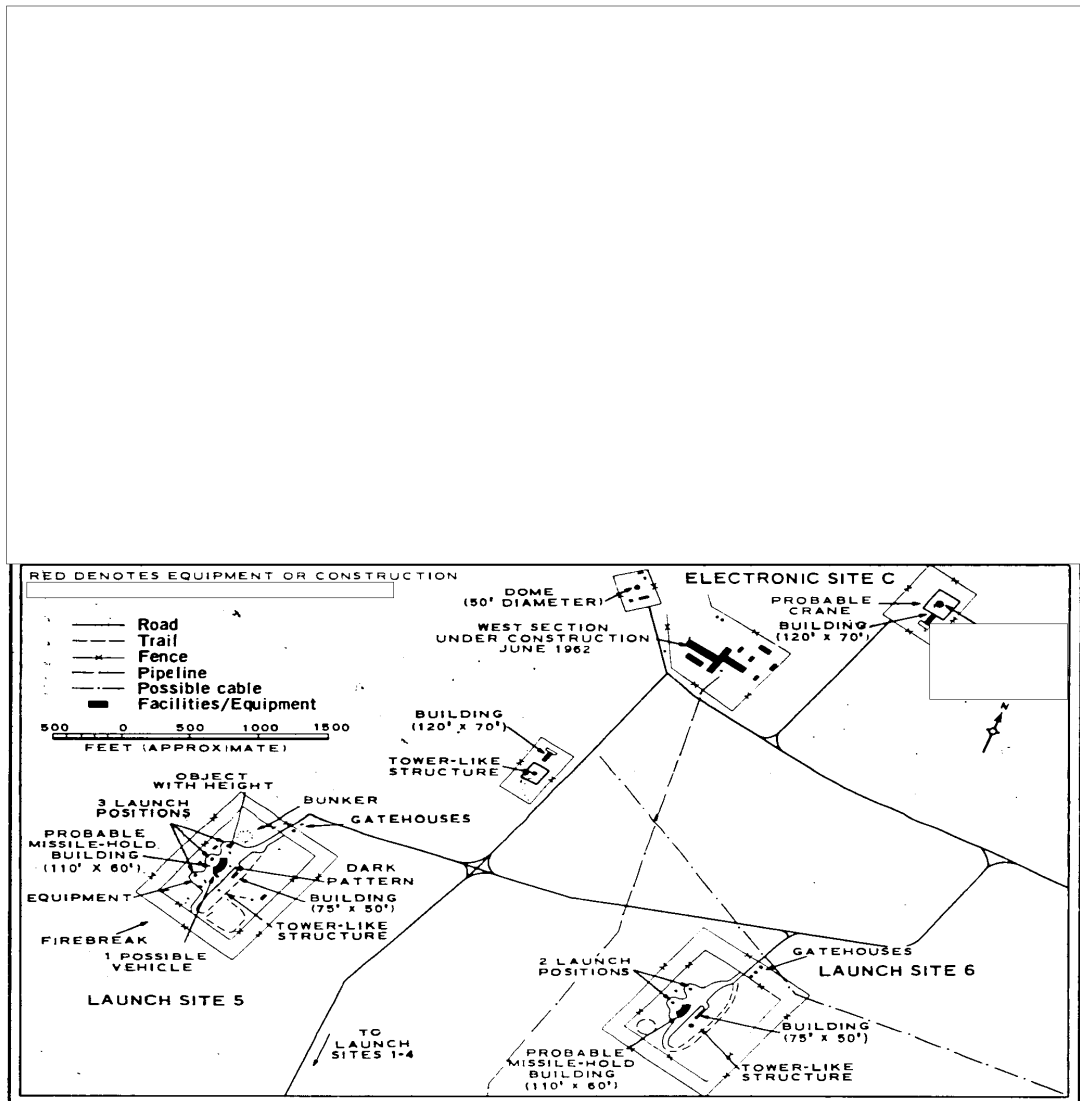 RED DENOTES EQUIPMENT OR CONSTRUCTION
Road
Trail
Fence
Pipeline
Possible cable
Facilities/Equipment
500 0 500 1000 1500
FEET (APPROXIMATE)
DOME
(50' DIAMETER)
WEST SECTION
UNDER CONSTRUCTION
JUNE 1962
ELECTRONIC SITE C
PROBABLE
CRANE
BUILDING
(120' X 70')
N
BUILDING
(120' X 70')
TOWER-LIKE
STRUCTURE
OBJECT
WITH HEIGHT
3 LAUNCH
POSITIONS
BUNKER
GATEHOUSES
PROBABLE
MISSILE-HOLD
BUILDING
(110' X 60')
DARK
PATTERN
EQUIPMENT
BUILDING
(75' X 50')
TOWER-LIKE
STRUCTURE
FIREBREAK
1 POSSIBLE
VEHICLE
LAUNCH SITE 5
TO
LAUNCH
SITES 1-4
2 LAUNCH
POSITIONS
GATEHOUSES
LAUNCH SITE 6
BUILDING
(75' X 50')
PROBABLE
MISSILE-HOLD
BUILDING
(110' X 60')
TOWER-LIKE
STRUCTURE